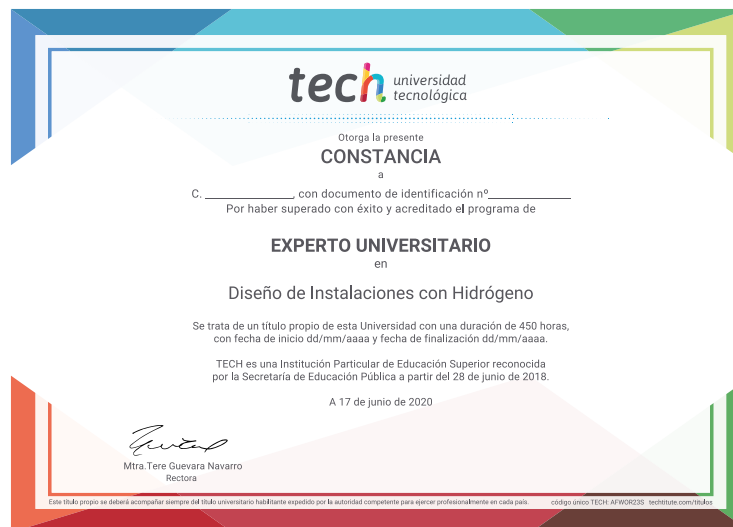 tech universidad
tecnológica
Otorga la presente
CONSTANCIA
a
C. ______________, con documento de identificación nº______________
Por haber superado con éxito y acreditado el programa de
EXPERTO UNIVERSITARIO
en
Diseño de Instalaciones con Hidrógeno
Se trata de un título propio de esta Universidad con una duración de 450 horas,
con fecha de inicio dd/mm/aaaa y fecha de finalización dd/mm/aaaa.
TECH es una Institución Particular de Educación Superior reconocida
por la Secretaría de Educación Pública a partir del 28 de junio de 2018.
A 17 de junio de 2020
Mtra.Tere Guevara Navarro
Rectora
Este título propio se deberá acompañar siempre del título universitario habilitante expedido por la autoridad competente para ejercer profesionalmente en cada país. código único TECH: AFWOR23S techtitute.com/titulos